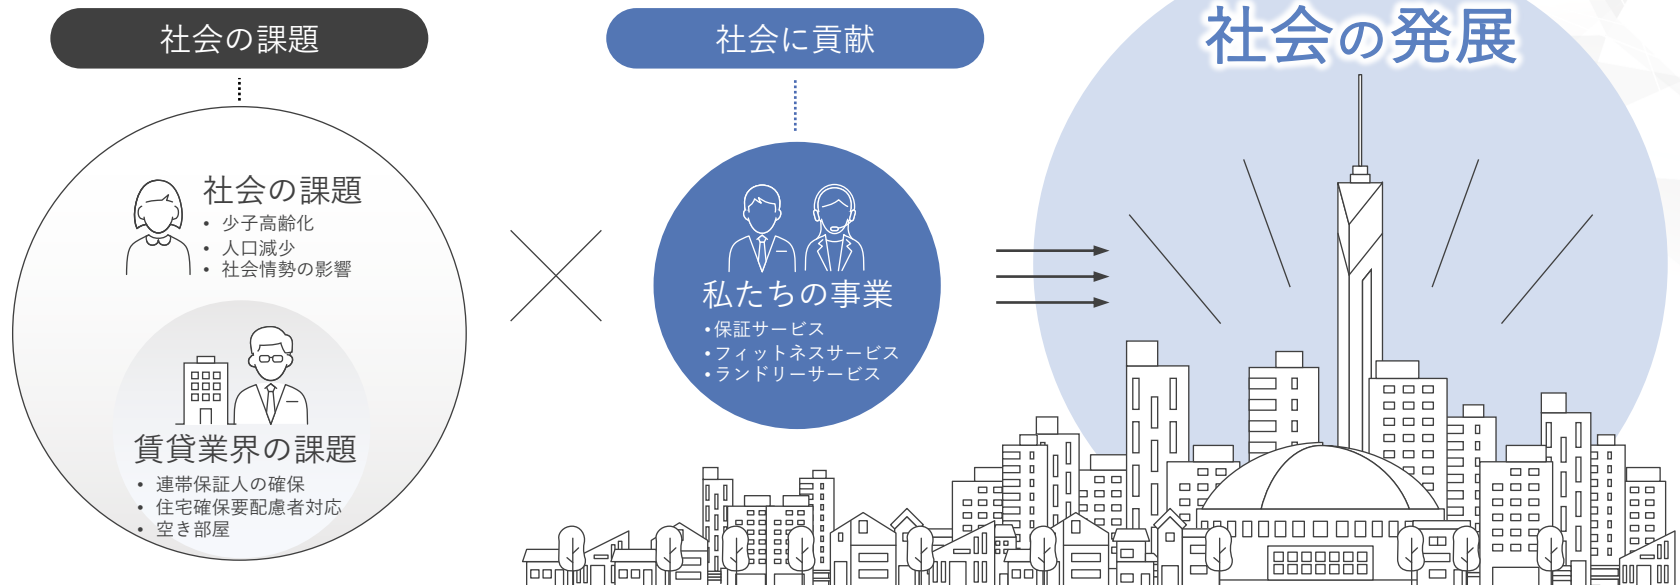 社会の課題
社会の課題
• 少子高齢化
• 人口減少
• 社会情勢の影響
賃貸業界の課題
• 連帯保証人の確保
• 住宅確保要配慮者対応
• 空き部屋
社会に貢献
私たちの事業
•保証サービス
•フィットネスサービス
•ランドリーサービス
社会の発展